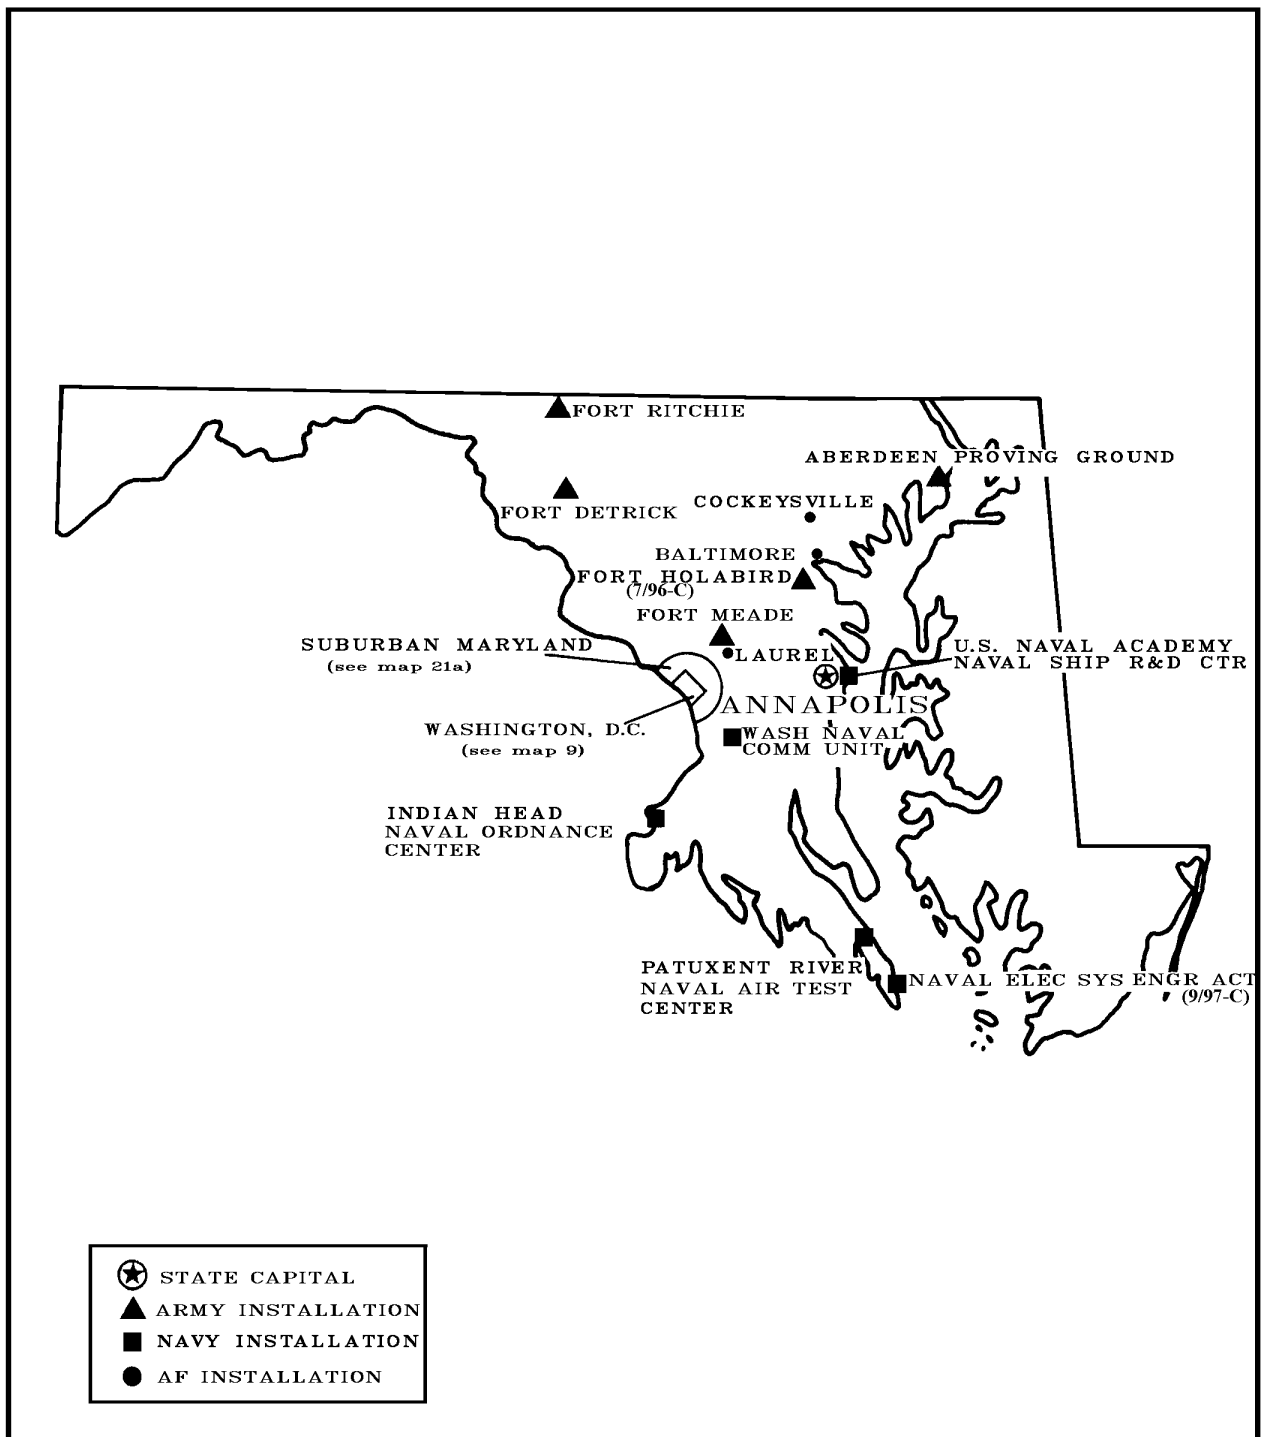 FORT RITCHIE
ABERDEEN PROVING GROUND
COCKEYSVILLE
FORT DETRICK
BALTIMORE
FORT HOLABIRD
(7/96-C)
FORT MEADE
SUBURBAN MARYLAND
(see map 21a)
LAUREL
U.S. NAVAL ACADEMY
NAVAL SHIP R&D CTR
ANNAPOLIS
WASHINGTON, D.C.
(see map 9)
WASH NAVAL
COMM UNIT
INDIAN HEAD
NAVAL ORDNANCE
CENTER
PATUXENT RIVER
NAVAL AIR TEST
CENTER
NAVAL ELEC SYS ENGR ACT
(9/97-C)
STATE CAPITAL
ARMY INSTALLATION
NAVY INSTALLATION
AF INSTALLATION